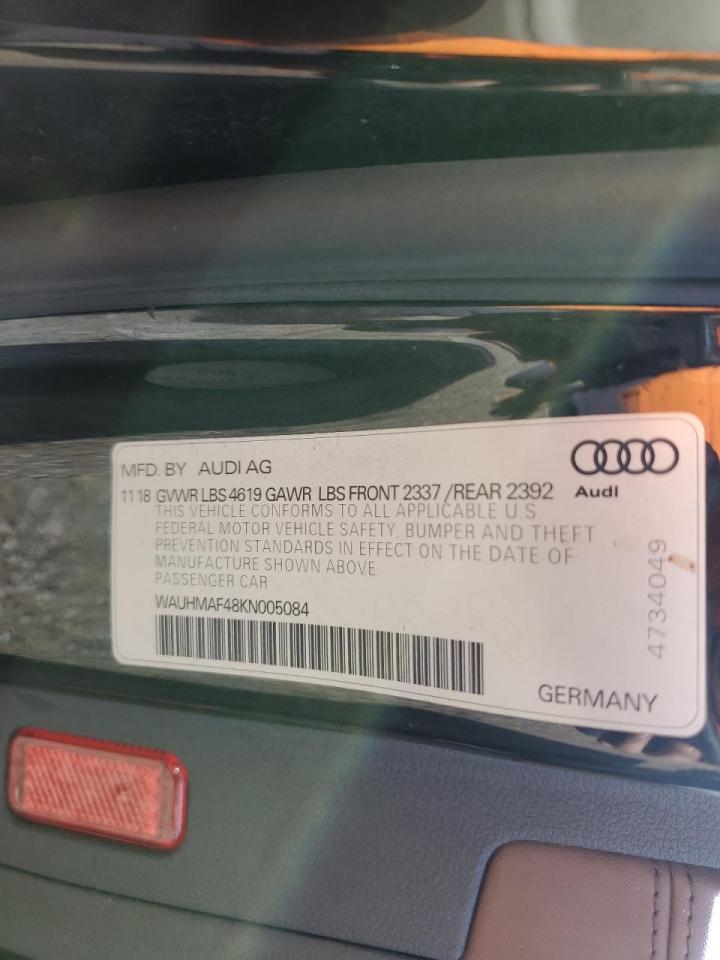 MFD. BY AUDI AG
11 18 GVWR LBS 4619 GAWR LBS FRONT 2337 /REAR 2392
Audi
THIS VEHICLE CONFORMS TO ALL APPLICABLE U.S.
FEDERAL MOTOR VEHICLE SAFETY, BUMPER AND THEFT
PREVENTION STANDARDS IN EFFECT ON THE DATE OF
MANUFACTURE SHOWN ABOVE
PASSENGER CAR
WAUHMAF48KN005084
4734049
GERMANY